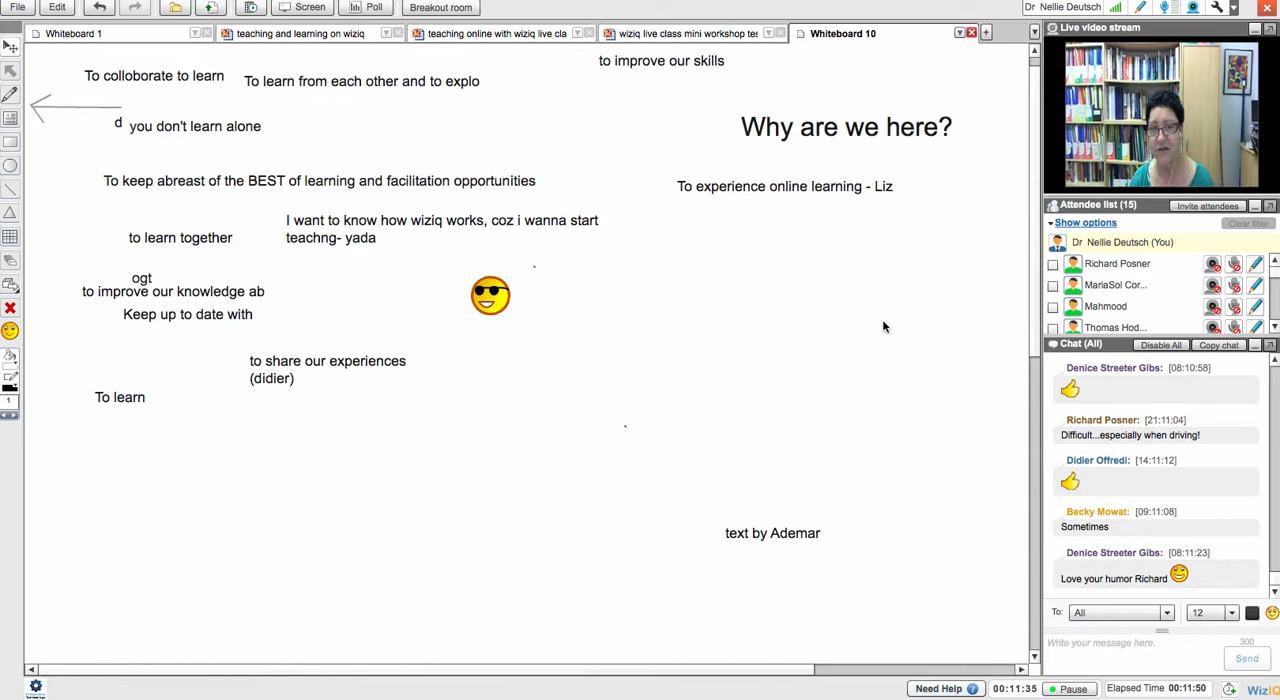 File Edit Screen Poll Breakout room Dr Nellie Deutsch
Whiteboard 1 teaching and learning on wiziq teaching online with wiziq live cla wiziq live class mini workshop tes Whiteboard 10
Live video stream
to improve our skills
To colloborate to learn
To learn from each other and to explo
d you don't learn alone
Why are we here?
To keep abreast of the BEST of learning and facilitation opportunities
To experience online learning - Liz
I want to know how wiziq works, coz i wanna start
teachng- yada
to learn together
ogt
to improve our knowledge ab
Keep up to date with
to share our experiences
(didier)
To learn
text by Ademar
1
Attendee list (15) Invite attendees
Show options Clear filter
Dr Nellie Deutsch (You)
Richard Posner
MariaSol Cor...
Mahmood
Thomas Hod...
Chat (All) Disable All Copy chat
Denice Streeter Gibs: [08:10:58]
Richard Posner: [21:11:04]
Difficult...especially when driving!
Didier Offredi: [14:11:12]
Becky Mowat: [09:11:08]
Sometimes
Denice Streeter Gibs: [08:11:23]
Love your humor Richard
To: All 12
Write your message here. 300
Send
Need Help ? 00:11:35 Pause Elapsed Time 00:11:50 WizIQ